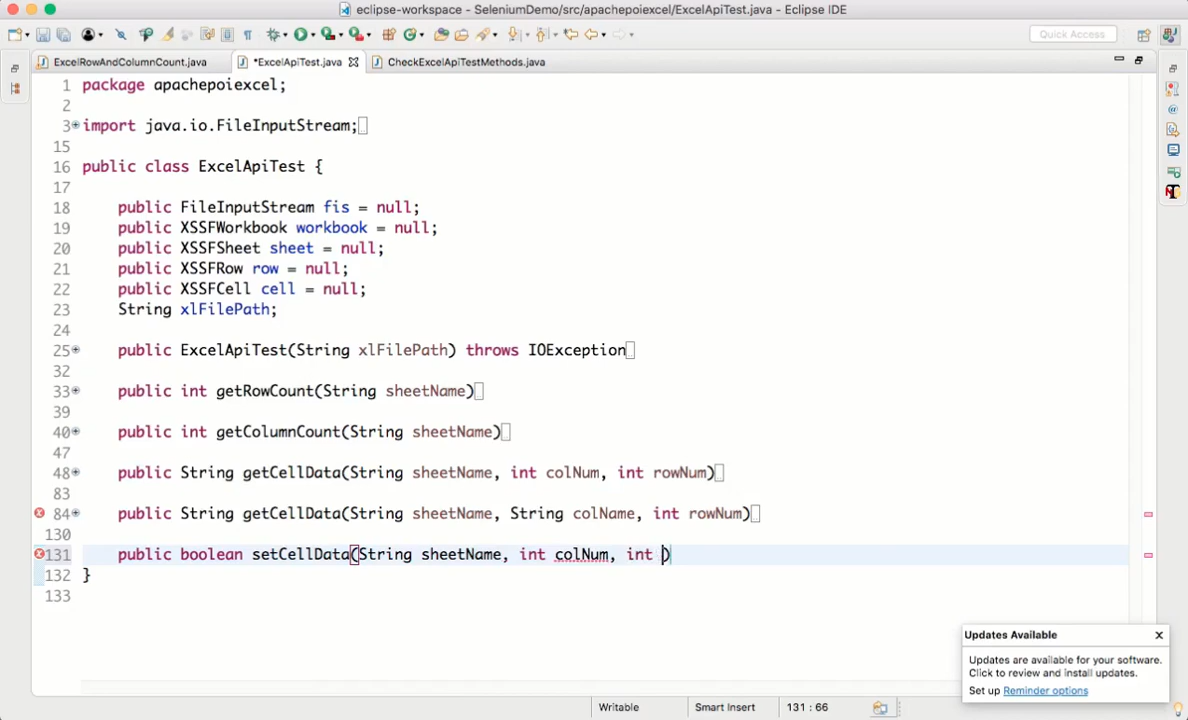 eclipse-workspace - SeleniumDemo/src/apachepoiexcel/ExcelApiTest.java - Eclipse IDE
Quick Access
ExcelRowAndColumnCount.java
*ExcelApiTest.java
CheckExcelApiTestMethods.java
1 package apachepoiexcel;
2
3 import java.io.FileInputStream;
15
16 public class ExcelApiTest {
17
18 public FileInputStream fis = null;
19 public XSSFWorkbook workbook = null;
20 public XSSFSheet sheet = null;
21 public XSSFRow row = null;
22 public XSSFCell cell = null;
23 String xlFilePath;
24
25 public ExcelApiTest(String xlFilePath) throws IOException
32
33 public int getRowCount(String sheetName)
39
40 public int getColumnCount(String sheetName)
47
48 public String getCellData(String sheetName, int colNum, int rowNum)
83
84 public String getCellData(String sheetName, String colName, int rowNum)
130
131 public boolean setCellData(String sheetName, int colNum, int )
132 }
133
Updates Available
Updates are available for your software.
Click to review and install updates.
Set up Reminder options
Writable
Smart Insert
131 : 66